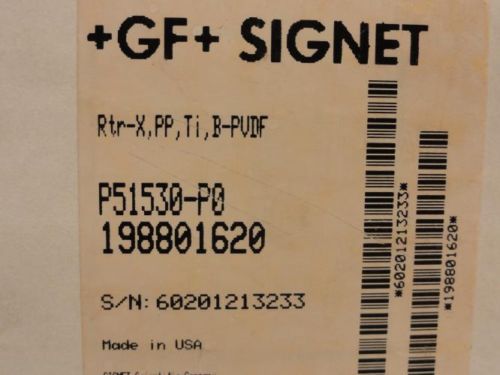 +GF+ SIGNET
Rtr-X,PP,Ti,B-PVDF
P51530-P0
198801620
S/N: 60201213233
Made in USA
*60201213233*
*198801620*